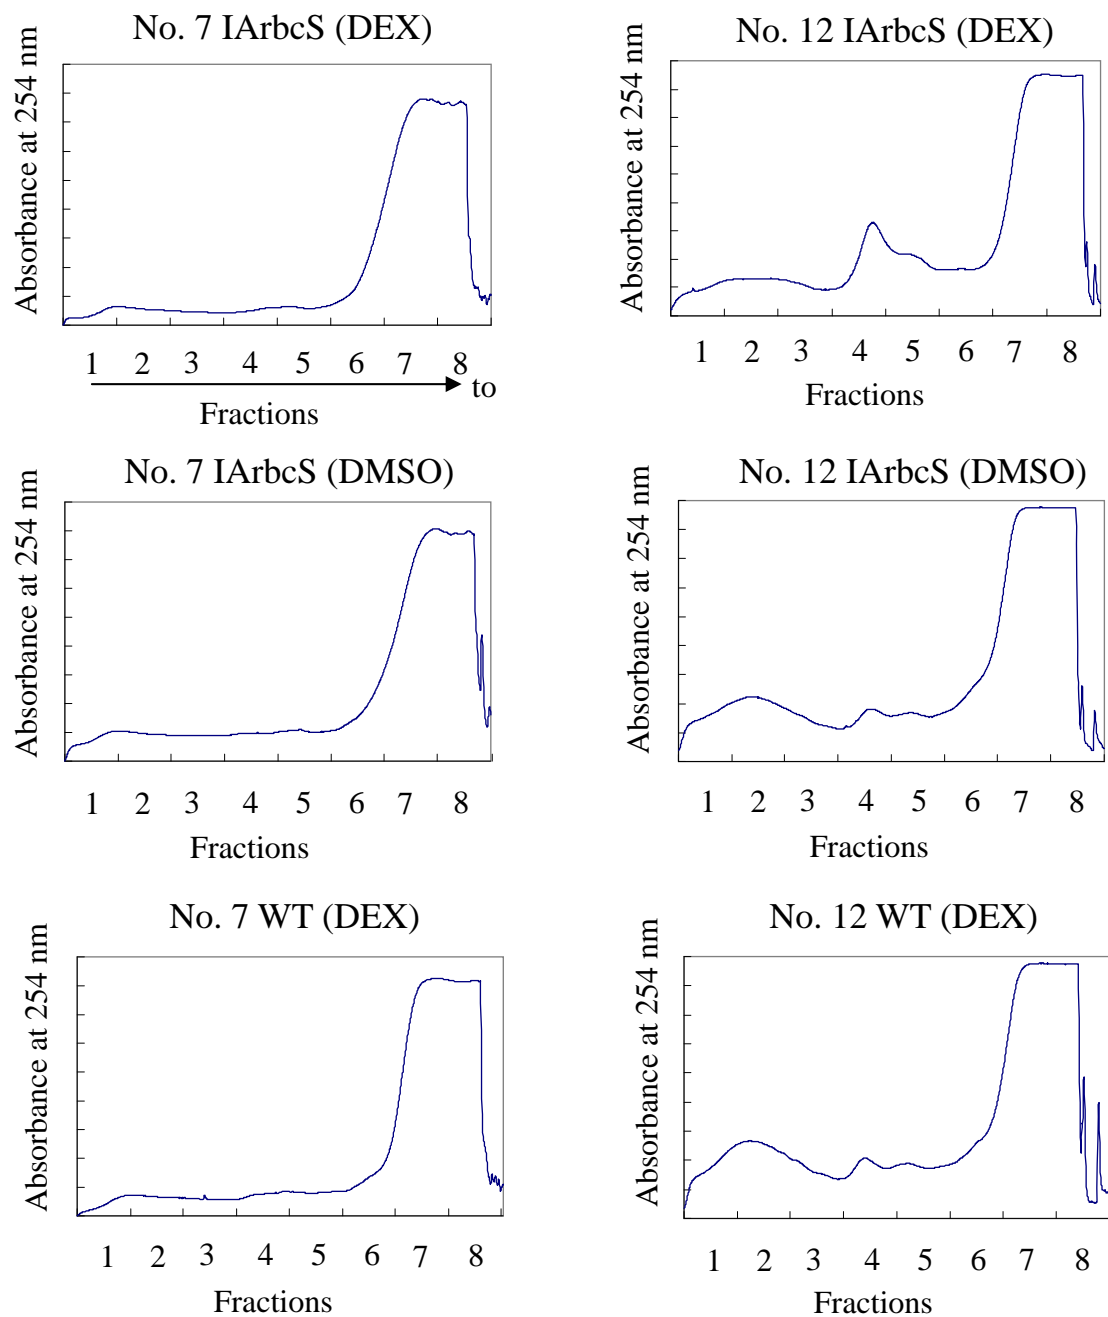 No. 7 IArbcS (DEX)
Absorbance at 254 nm
1 2 3 4 5 6 7 8
to
Fractions
No. 12 IArbcS (DEX)
Absorbance at 254 nm
1 2 3 4 5 6 7 8
Fractions
No. 7 IArbcS (DMSO)
Absorbance at 254 nm
1 2 3 4 5 6 7 8
Fractions
No. 12 IArbcS (DMSO)
Absorbance at 254 nm
1 2 3 4 5 6 7 8
Fractions
No. 7 WT (DEX)
Absorbance at 254 nm
1 2 3 4 5 6 7 8
Fractions
No. 12 WT (DEX)
Absorbance at 254 nm
1 2 3 4 5 6 7 8
Fractions